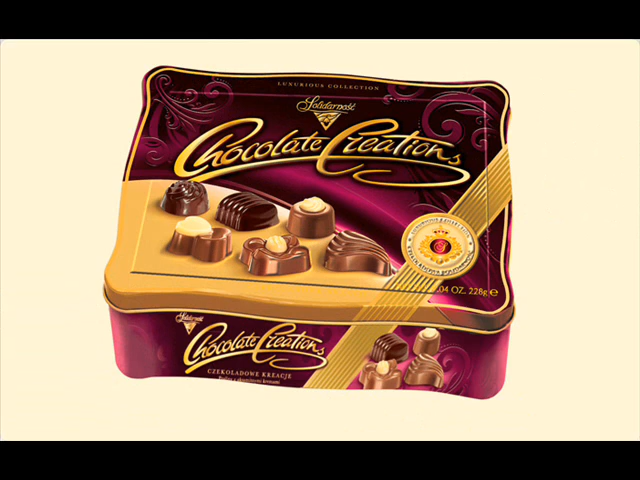 LUXURIOUS COLLECTION
Solidarność
Chocolate Creations
.04 OZ. 228g ℮
Solidarność
Chocolate Creations
CZEKOLADOWE KREACJE